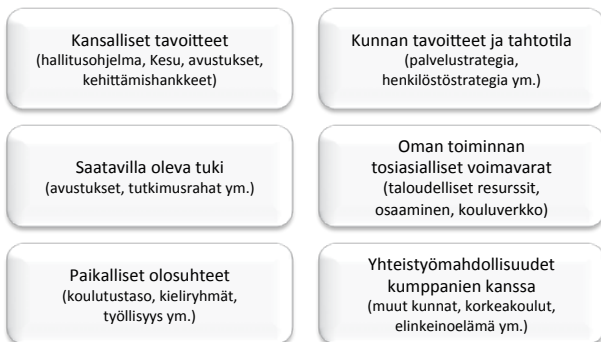 Kansalliset tavoitteet
(hallitusohjelma, Kesu, avustukset,
kehittämishankkeet)
Kunnan tavoitteet ja tahtotila
(palvelustrategia,
henkilöstöstrategia ym.)
Saatavilla oleva tuki
(avustukset, tutkimusrahat ym.)
Oman toiminnan
tosiasialliset voimavarat
(taloudelliset resurssit,
osaaminen, kouluverkko)
Paikalliset olosuhteet
(koulutustaso, kieliryhmät,
työllisyys ym.)
Yhteistyömahdollisuudet
kumppanien kanssa
(muut kunnat, korkeakoulut,
elinkeinoelämä ym.)